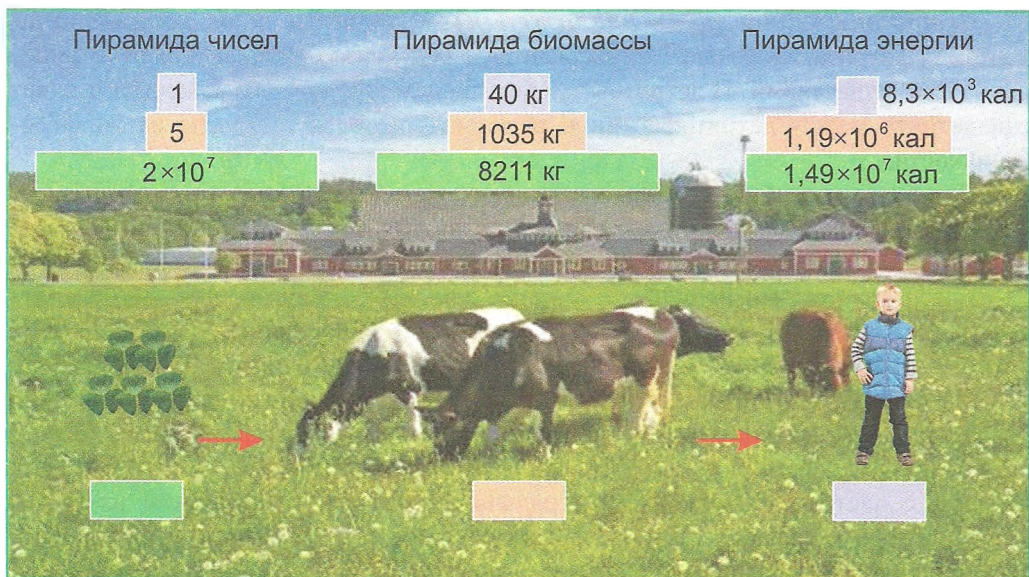 Пирамида чисел
1
5
2×10⁷
Пирамида биомассы
40 кг
1035 кг
8211 кг
Пирамида энергии
8,3×10³ кал
1,19×10⁶ кал
1,49×10⁷ кал